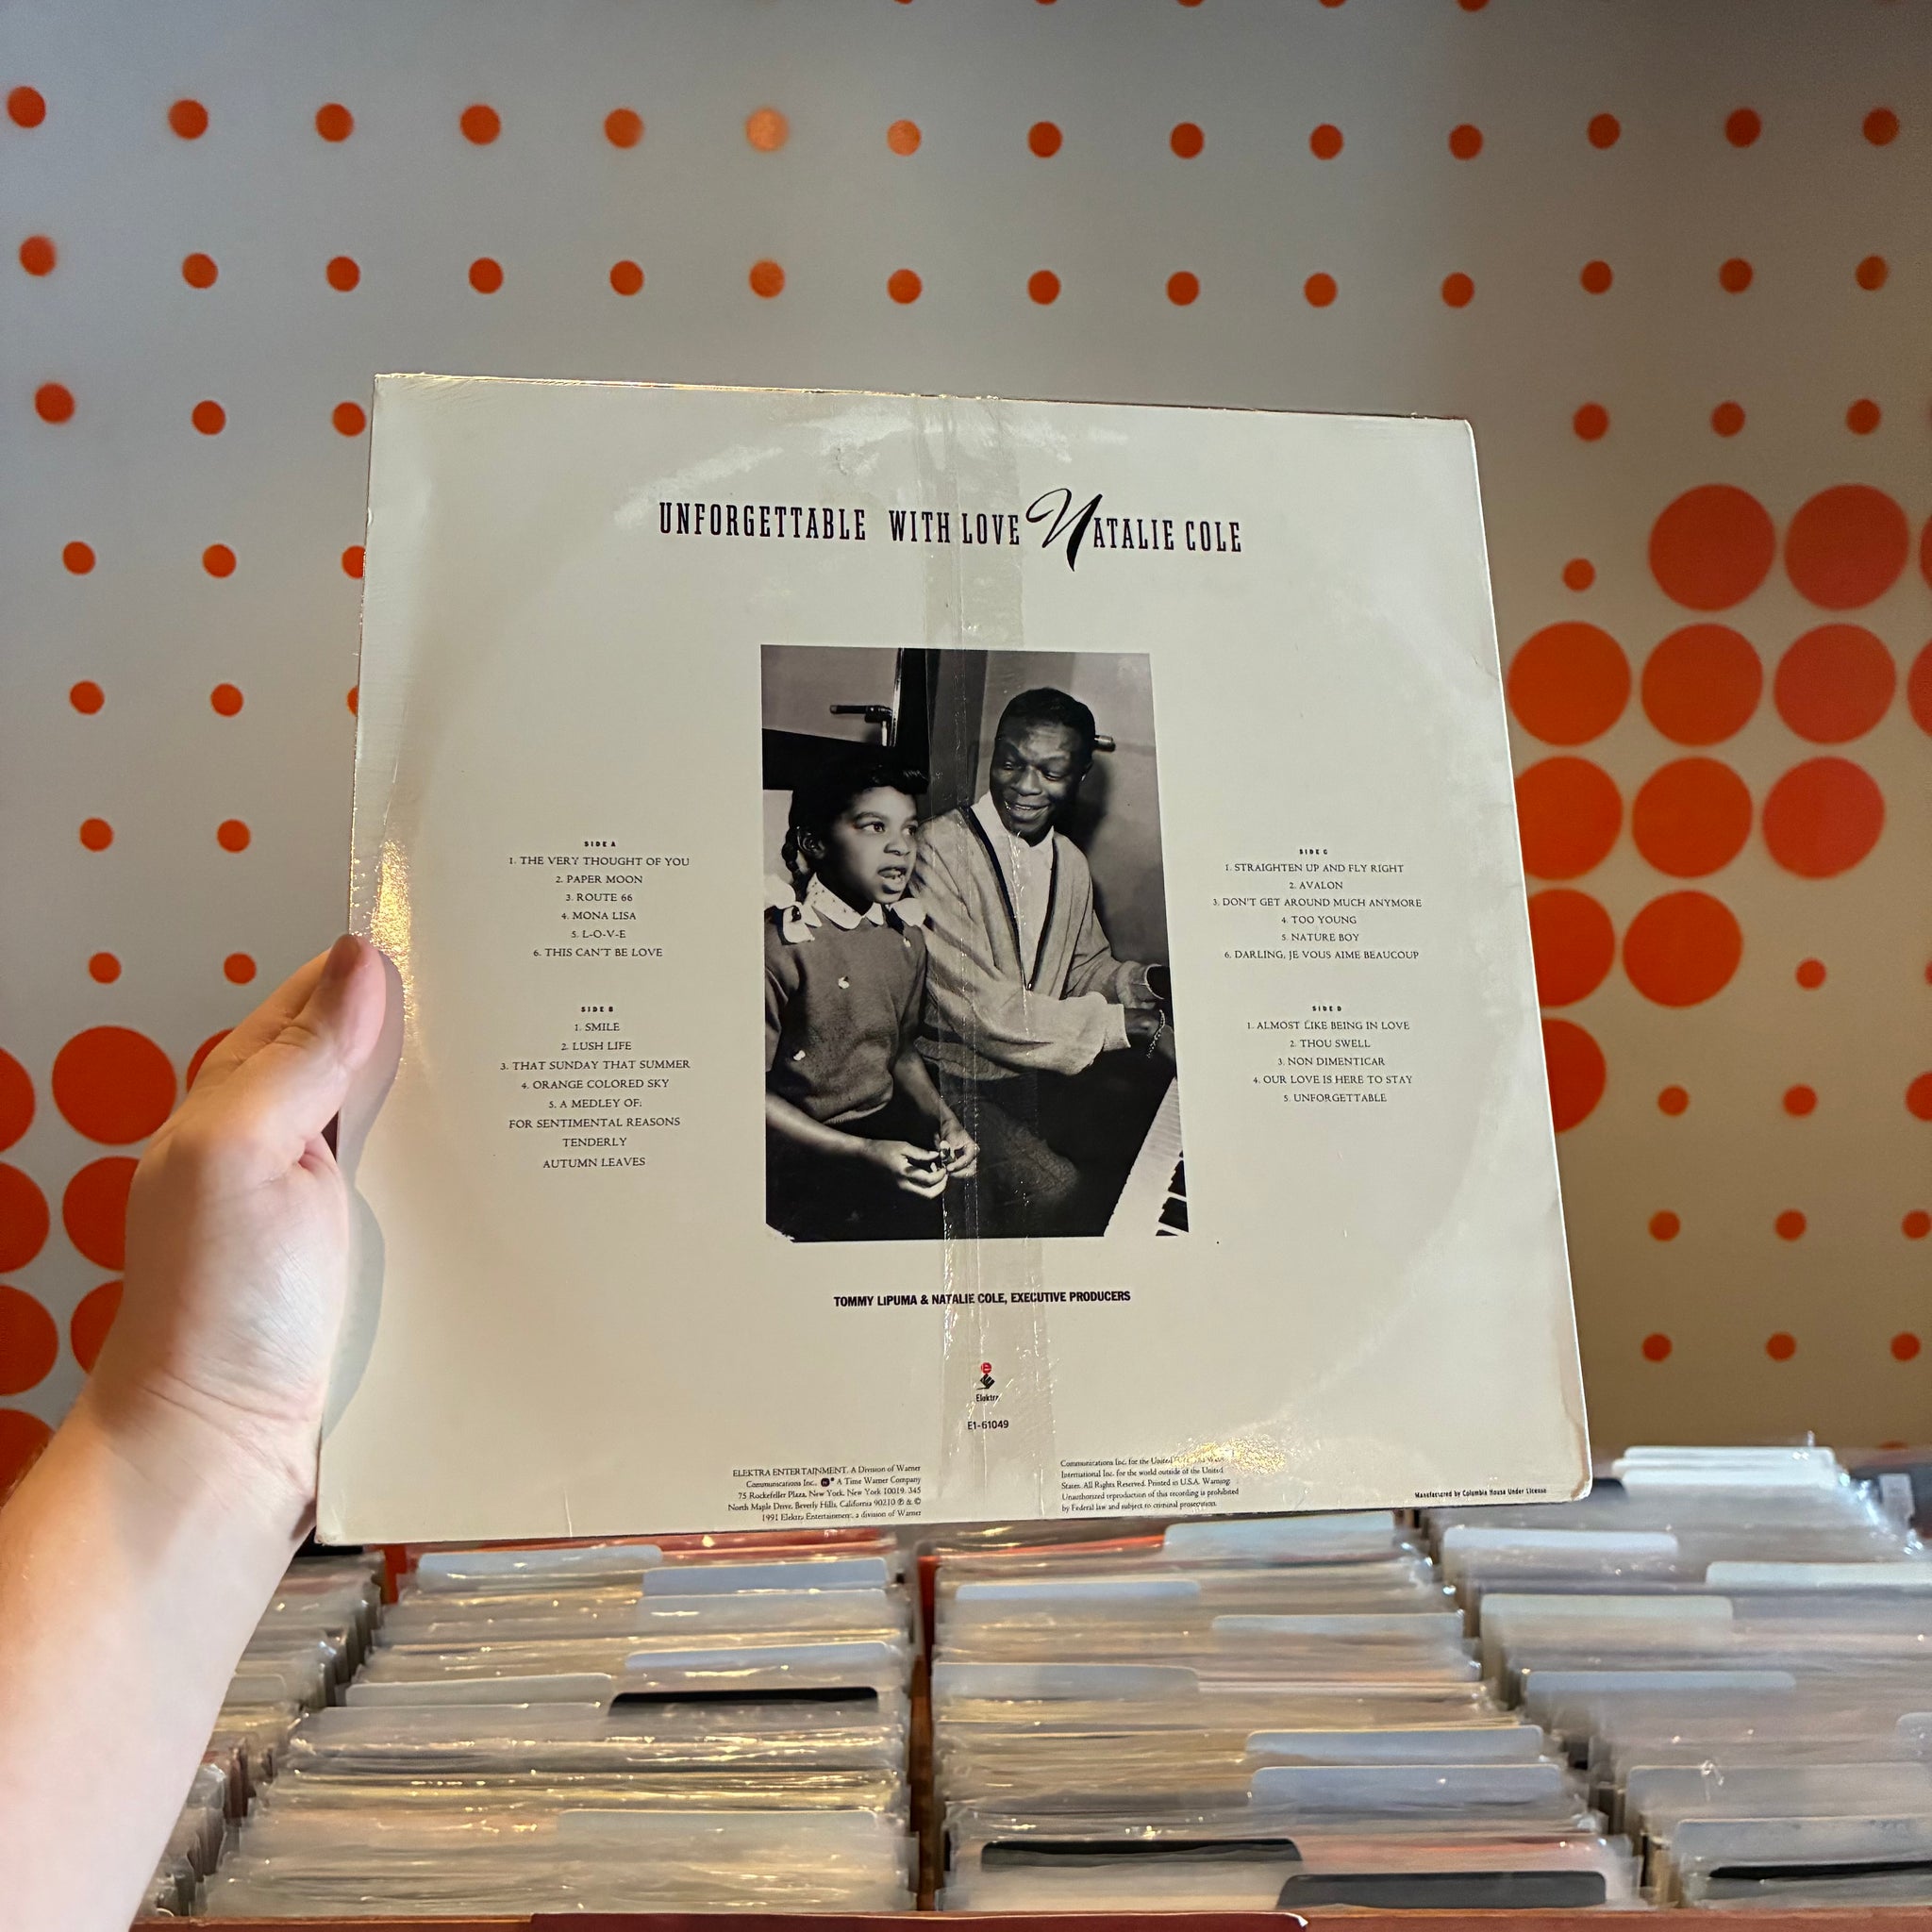 UNFORGETTABLE WITH LOVE NATALIE COLE
SIDE A
1. THE VERY THOUGHT OF YOU
2. PAPER MOON
3. ROUTE 66
4. MONA LISA
5. L-O-V-E
6. THIS CAN'T BE LOVE
SIDE B
1. SMILE
2. LUSH LIFE
3. THAT SUNDAY THAT SUMMER
4. ORANGE COLORED SKY
5. A MEDLEY OF:
FOR SENTIMENTAL REASONS
TENDERLY
AUTUMN LEAVES
SIDE C
1. STRAIGHTEN UP AND FLY RIGHT
2. AVALON
3. DON'T GET AROUND MUCH ANYMORE
4. TOO YOUNG
5. NATURE BOY
6. DARLING, JE VOUS AIME BEAUCOUP
SIDE D
1. ALMOST LIKE BEING IN LOVE
2. THOU SWELL
3. NON DIMENTICAR
4. OUR LOVE IS HERE TO STAY
5. UNFORGETTABLE
TOMMY LIPUMA & NATALIE COLE, EXECUTIVE PRODUCERS
e
Elektra
E1-61049
ELEKTRA ENTERTAINMENT, A Division of Warner
Communications Inc., A Time Warner Company
75 Rockefeller Plaza, New York, New York 10019. 345
North Maple Drive, Beverly Hills, California 90210 ℗ & ©
1991 Elektra Entertainment, a division of Warner
Communications Inc. for the United
International Inc. for the world outside of the United
States. All Rights Reserved. Printed in U.S.A. Warning:
Unauthorized reproduction of this recording is prohibited
by Federal law and subject to criminal prosecution.
Manufactured by Columbia House Under License